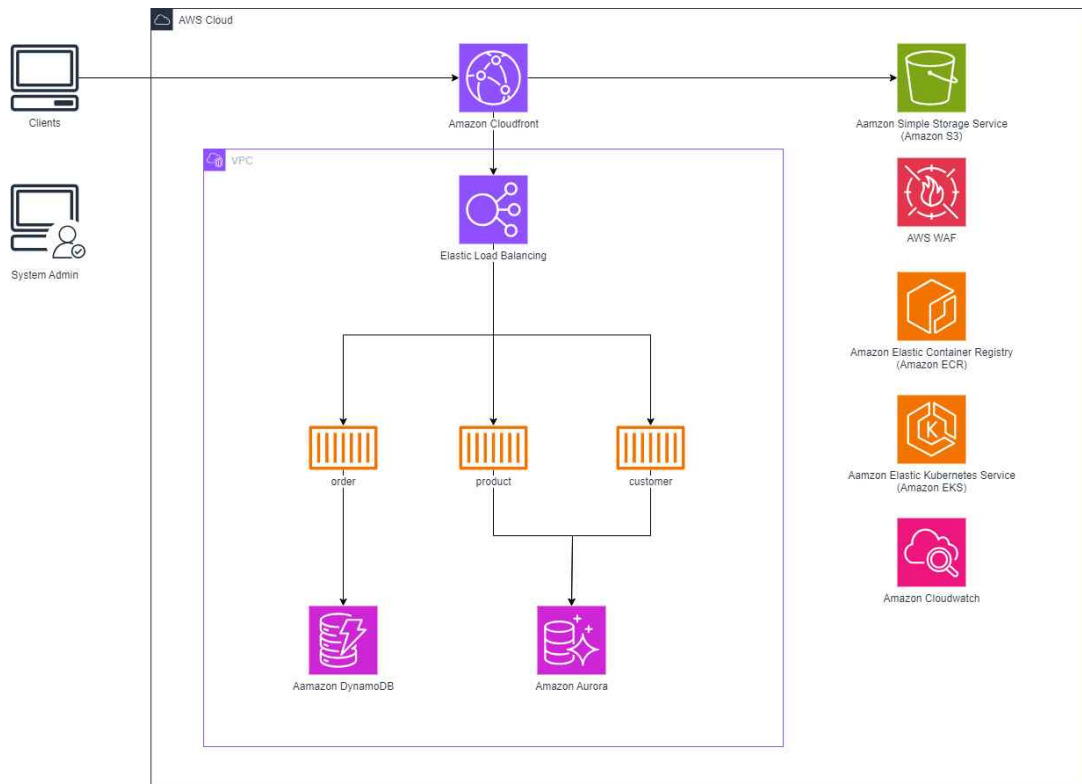 AWS Cloud
Clients
Amazon Cloudfront
Aamzon Simple Storage Service
(Amazon S3)
VPC
System Admin
Elastic Load Balancing
AWS WAF
Amazon Elastic Container Registry
(Amazon ECR)
K
order
product
customer
Aamzon Elastic Kubernetes Service
(Amazon EKS)
Amazon Cloudwatch
Aamazon DynamoDB
Amazon Aurora